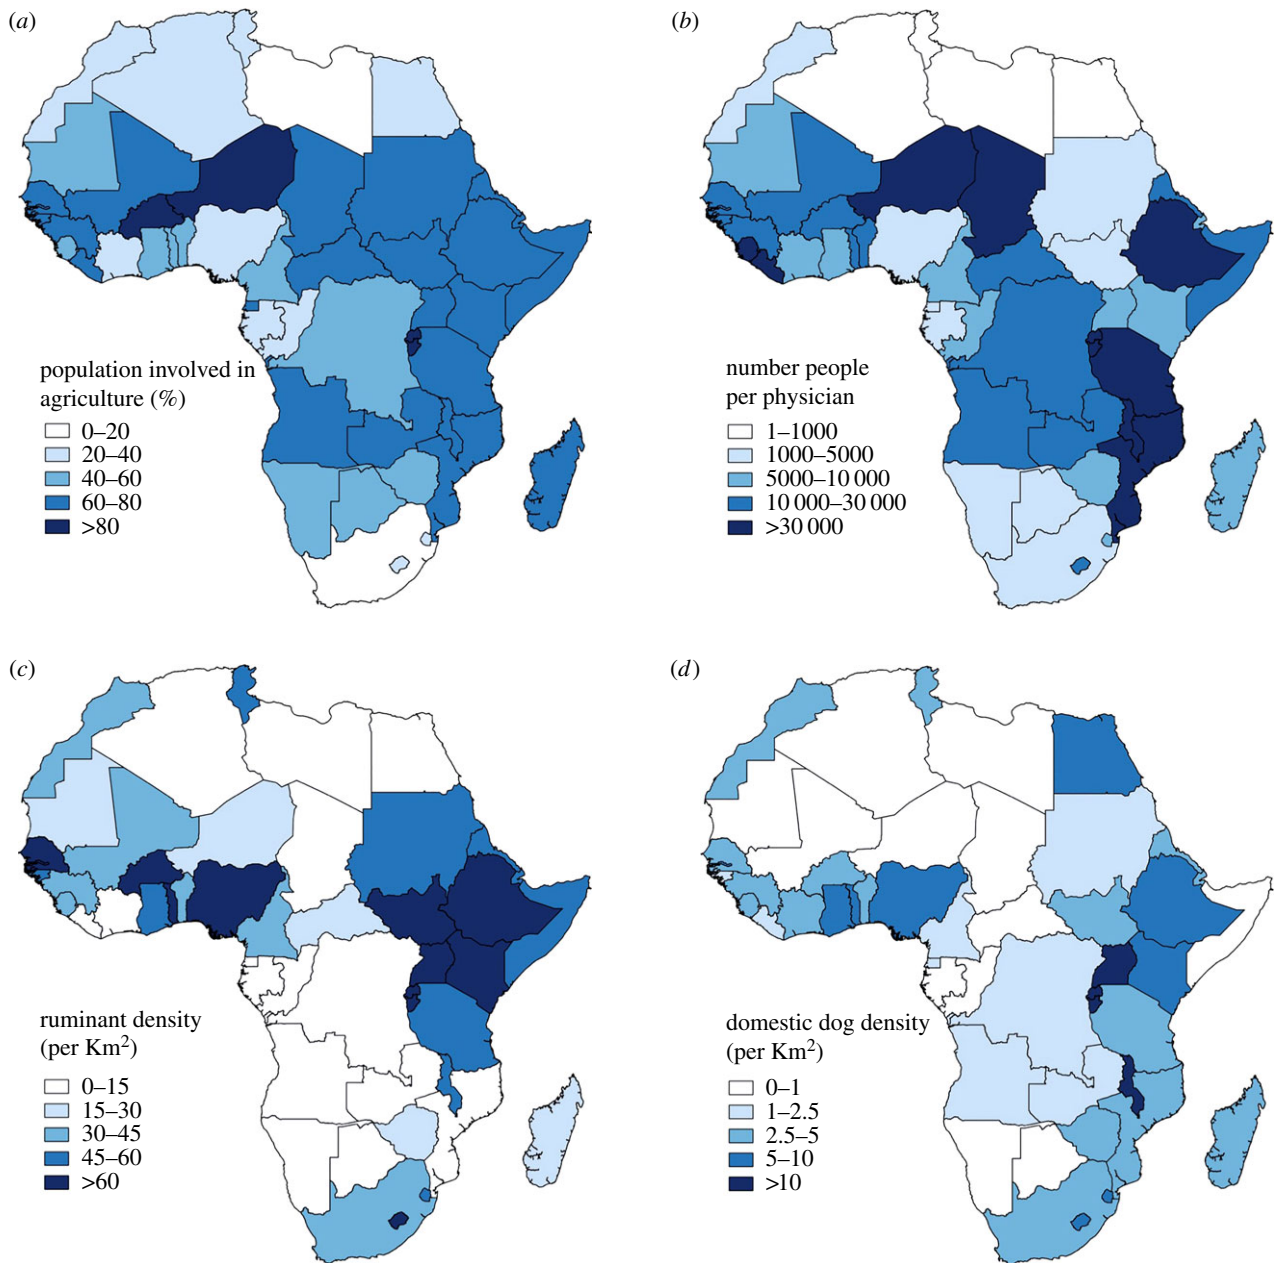 (a)
population involved in
agriculture (%)
0–20
20–40
40–60
60–80
>80
(b)
number people
per physician
1–1000
1000–5000
5000–10 000
10 000–30 000
>30 000
(c)
ruminant density
(per Km²)
0–15
15–30
30–45
45–60
>60
(d)
domestic dog density
(per Km²)
0–1
1–2.5
2.5–5
5–10
>10